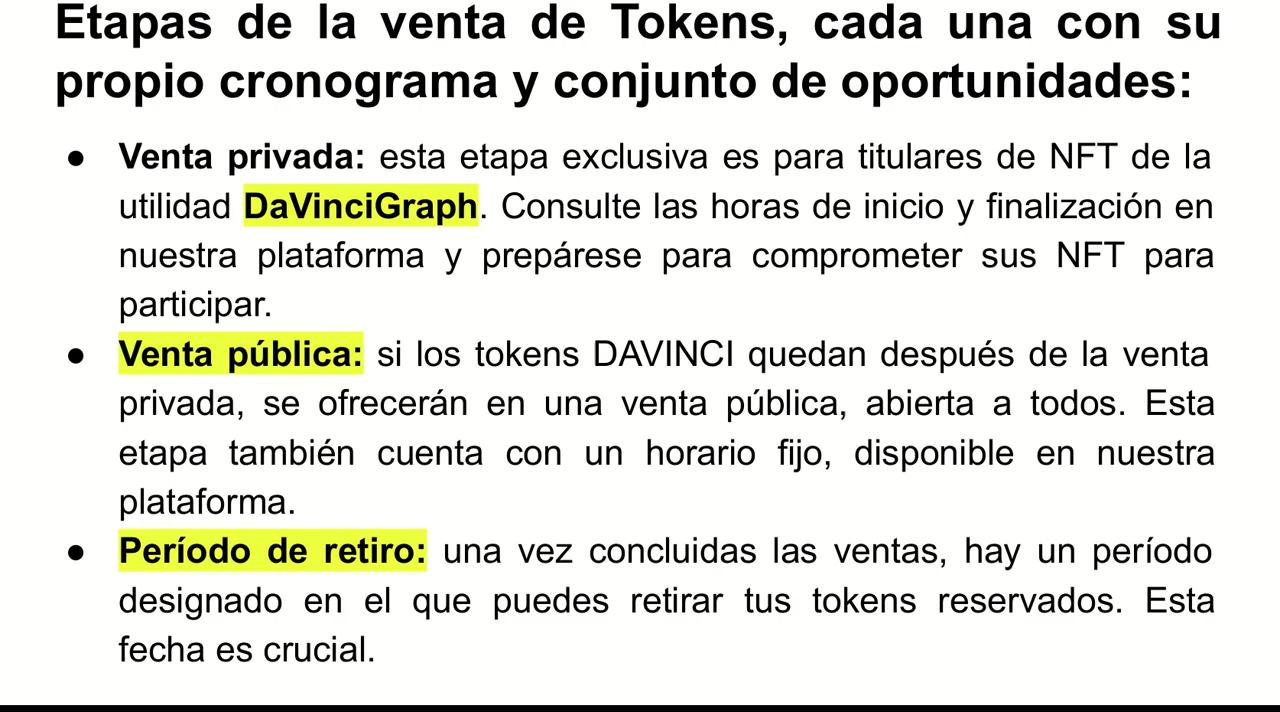 Etapas de la venta de Tokens, cada una con su
propio cronograma y conjunto de oportunidades:
● Venta privada: esta etapa exclusiva es para titulares de NFT de la
utilidad DaVinciGraph. Consulte las horas de inicio y finalización en
nuestra plataforma y prepárese para comprometer sus NFT para
participar.
● Venta pública: si los tokens DAVINCI quedan después de la venta
privada, se ofrecerán en una venta pública, abierta a todos. Esta
etapa también cuenta con un horario fijo, disponible en nuestra
plataforma.
● Período de retiro: una vez concluidas las ventas, hay un período
designado en el que puedes retirar tus tokens reservados. Esta
fecha es crucial.